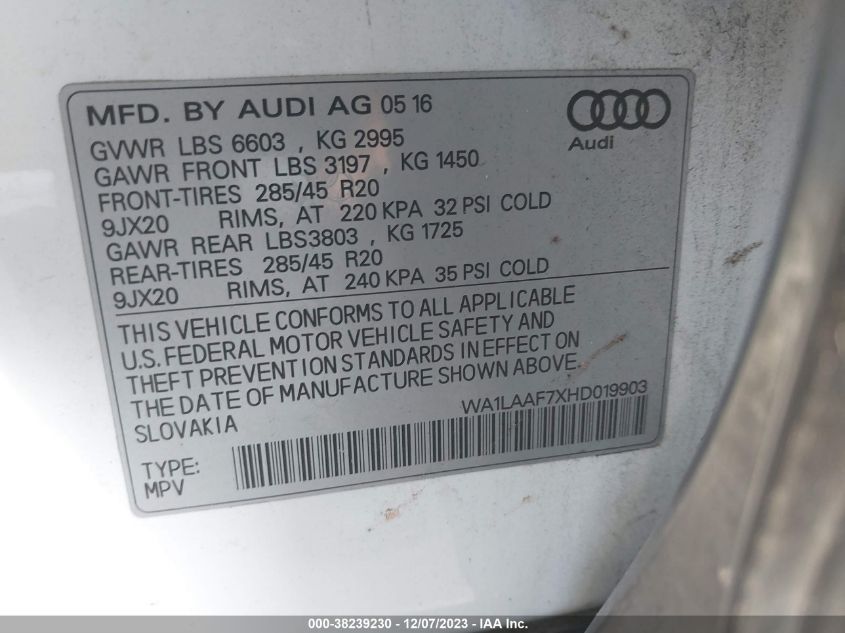 MFD. BY AUDI AG 05 16
Audi
GVWR LBS 6603 , KG 2995
GAWR FRONT LBS 3197 , KG 1450
FRONT-TIRES 285/45 R20
9JX20 RIMS, AT 220 KPA 32 PSI COLD
GAWR REAR LBS3803 , KG 1725
REAR-TIRES 285/45 R20
9JX20 RIMS, AT 240 KPA 35 PSI COLD
THIS VEHICLE CONFORMS TO ALL APPLICABLE
U.S. FEDERAL MOTOR VEHICLE SAFETY AND
THEFT PREVENTION STANDARDS IN EFFECT ON
THE DATE OF MANUFACTURE SHOWN ABOVE.
SLOVAKIA
WA1LAAF7XHD019903
TYPE:
MPV
000-38239230 - 12/07/2023 - IAA Inc.